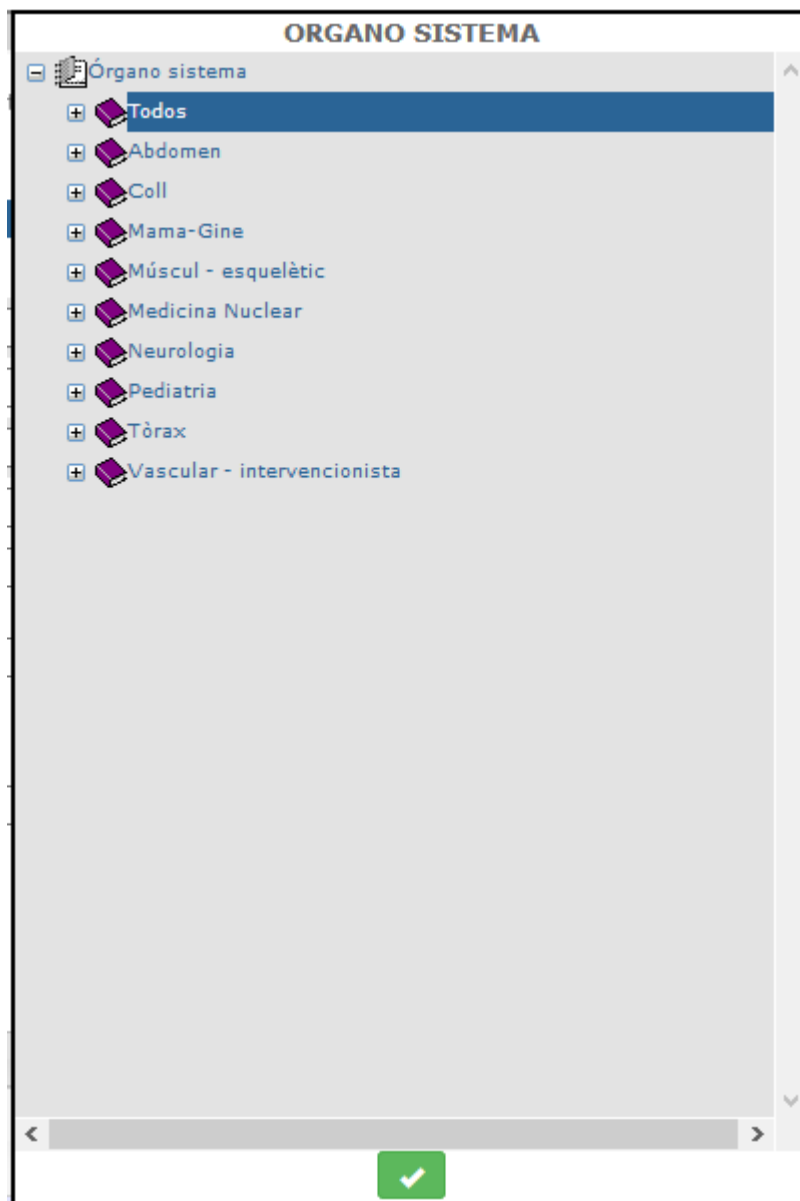 ORGANO SISTEMA
Órgano sistema
Todos
Abdomen
Coll
Mama-Gine
Múscul - esquelètic
Medicina Nuclear
Neurologia
Pediatria
Tòrax
Vascular - intervencionista